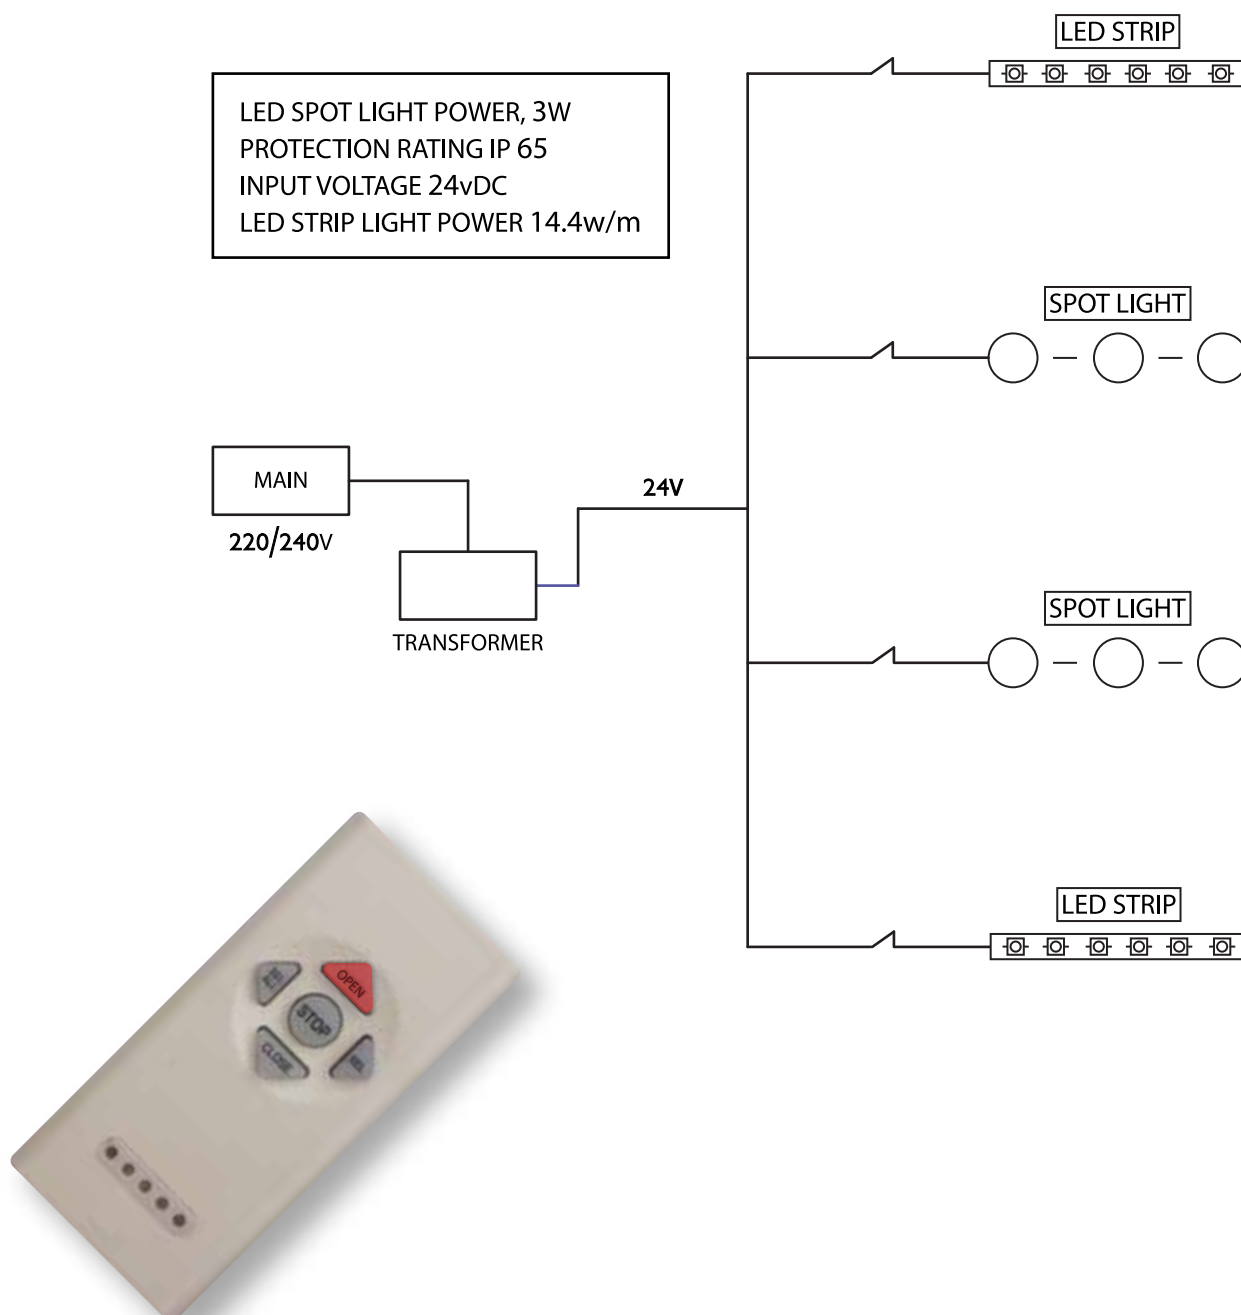 LED STRIP
LED SPOT LIGHT POWER, 3W
PROTECTION RATING IP 65
INPUT VOLTAGE 24vDC
LED STRIP LIGHT POWER 14.4w/m
SPOT LIGHT
MAIN
220/240V
24V
TRANSFORMER
SPOT LIGHT
LED STRIP
OPEN
STOP
CLOSE